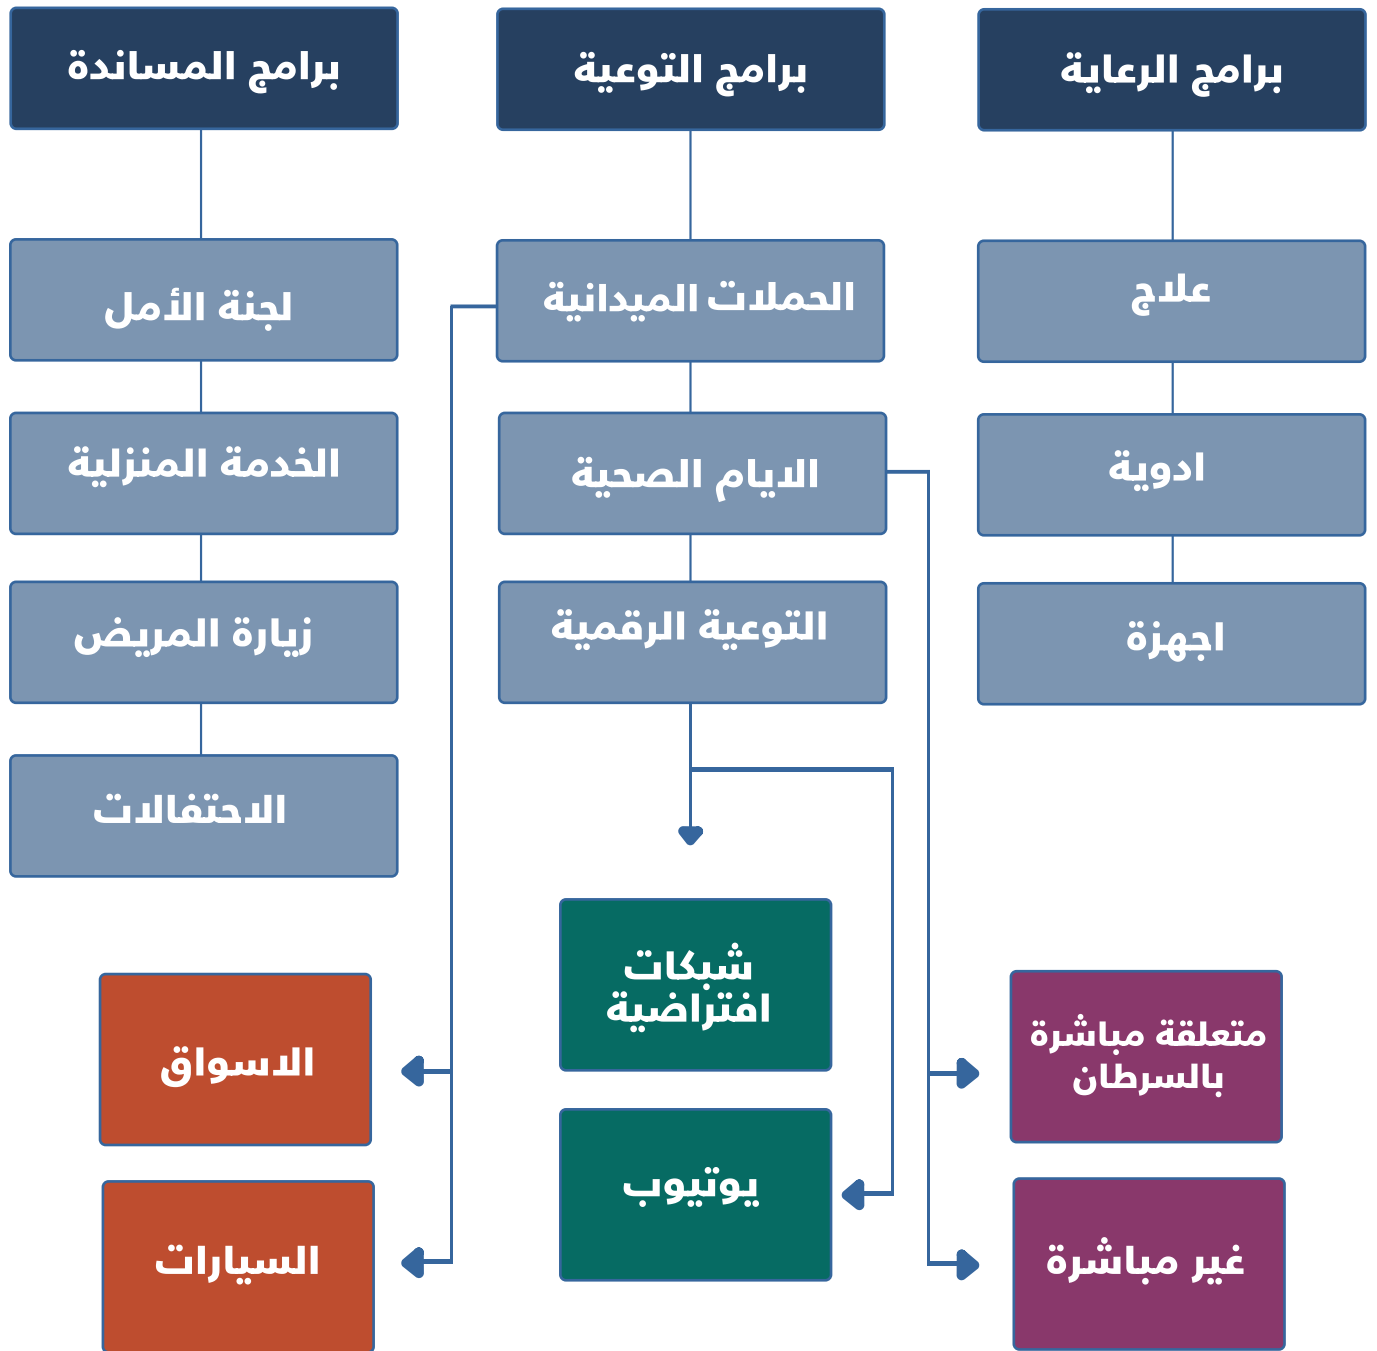 برامج الرعاية
علاج
ادوية
اجهزة
برامج التوعية
الحملات الميدانية
الايام الصحية
التوعية الرقمية
برامج المساندة
لجنة الأمل
الخدمة المنزلية
زيارة المريض
الاحتفالات
متعلقة مباشرة
بالسرطان
غير مباشرة
شبكات
افتراضية
يوتيوب
الاسواق
السيارات